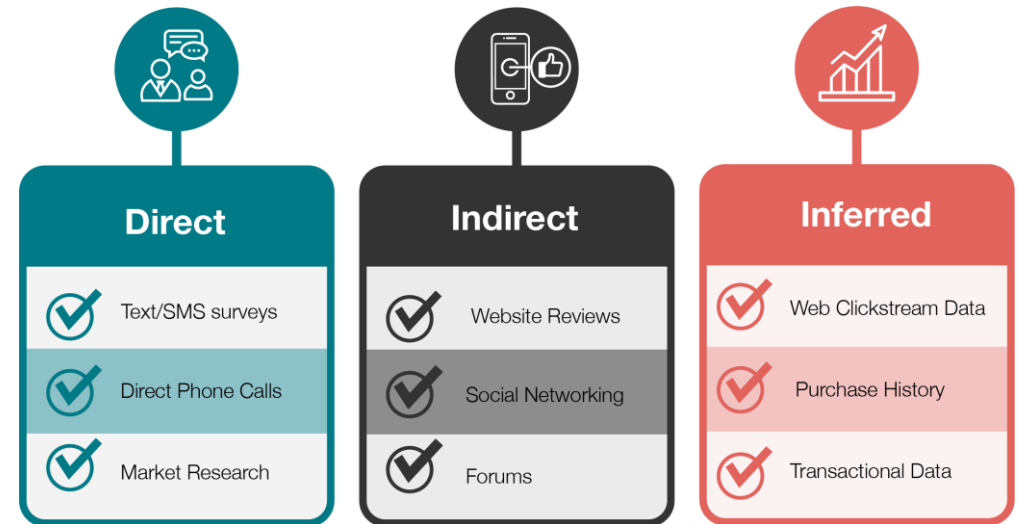 Direct
Text/SMS surveys
Direct Phone Calls
Market Research
Indirect
Website Reviews
Social Networking
Forums
Inferred
Web Clickstream Data
Purchase History
Transactional Data